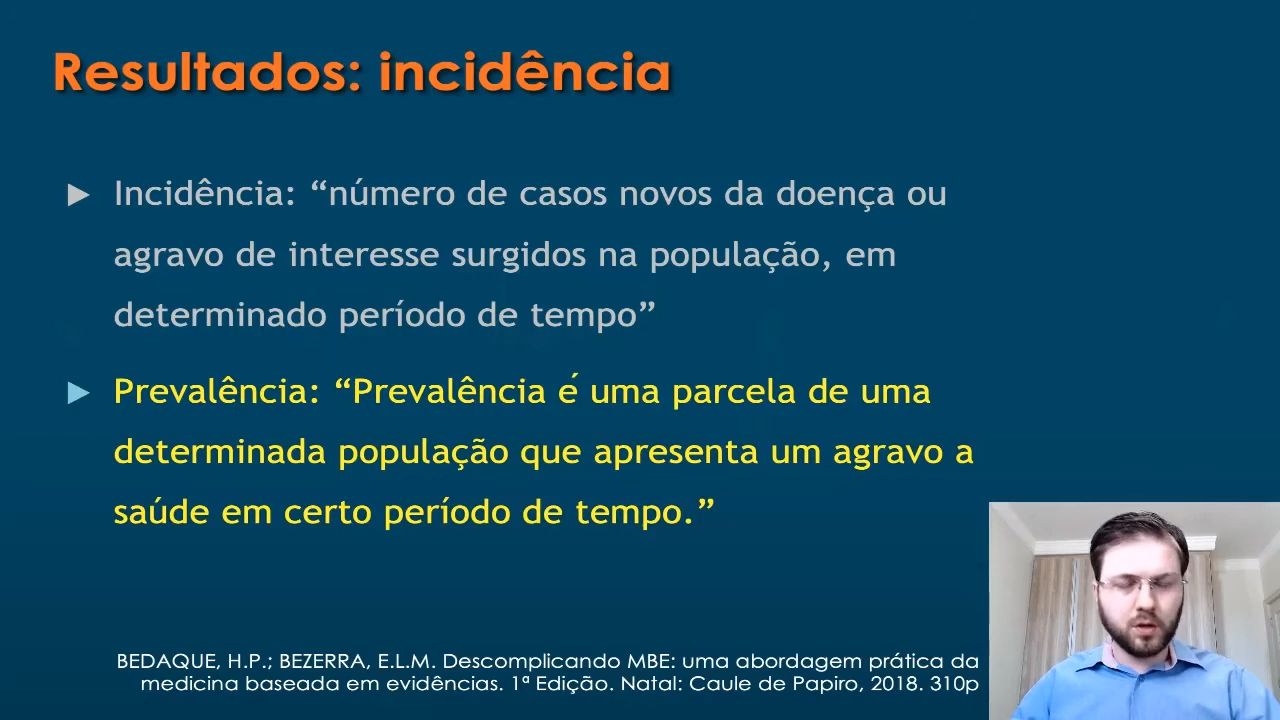 Resultados: incidência
► Incidência: “número de casos novos da doença ou
agravo de interesse surgidos na população, em
determinado período de tempo”
► Prevalência: “Prevalência é uma parcela de uma
determinada população que apresenta um agravo a
saúde em certo período de tempo.”
BEDAQUE, H.P.; BEZERRA, E.L.M. Descomplicando MBE: uma abordagem prática da
medicina baseada em evidências. 1ª Edição. Natal: Caule de Papiro, 2018. 310p